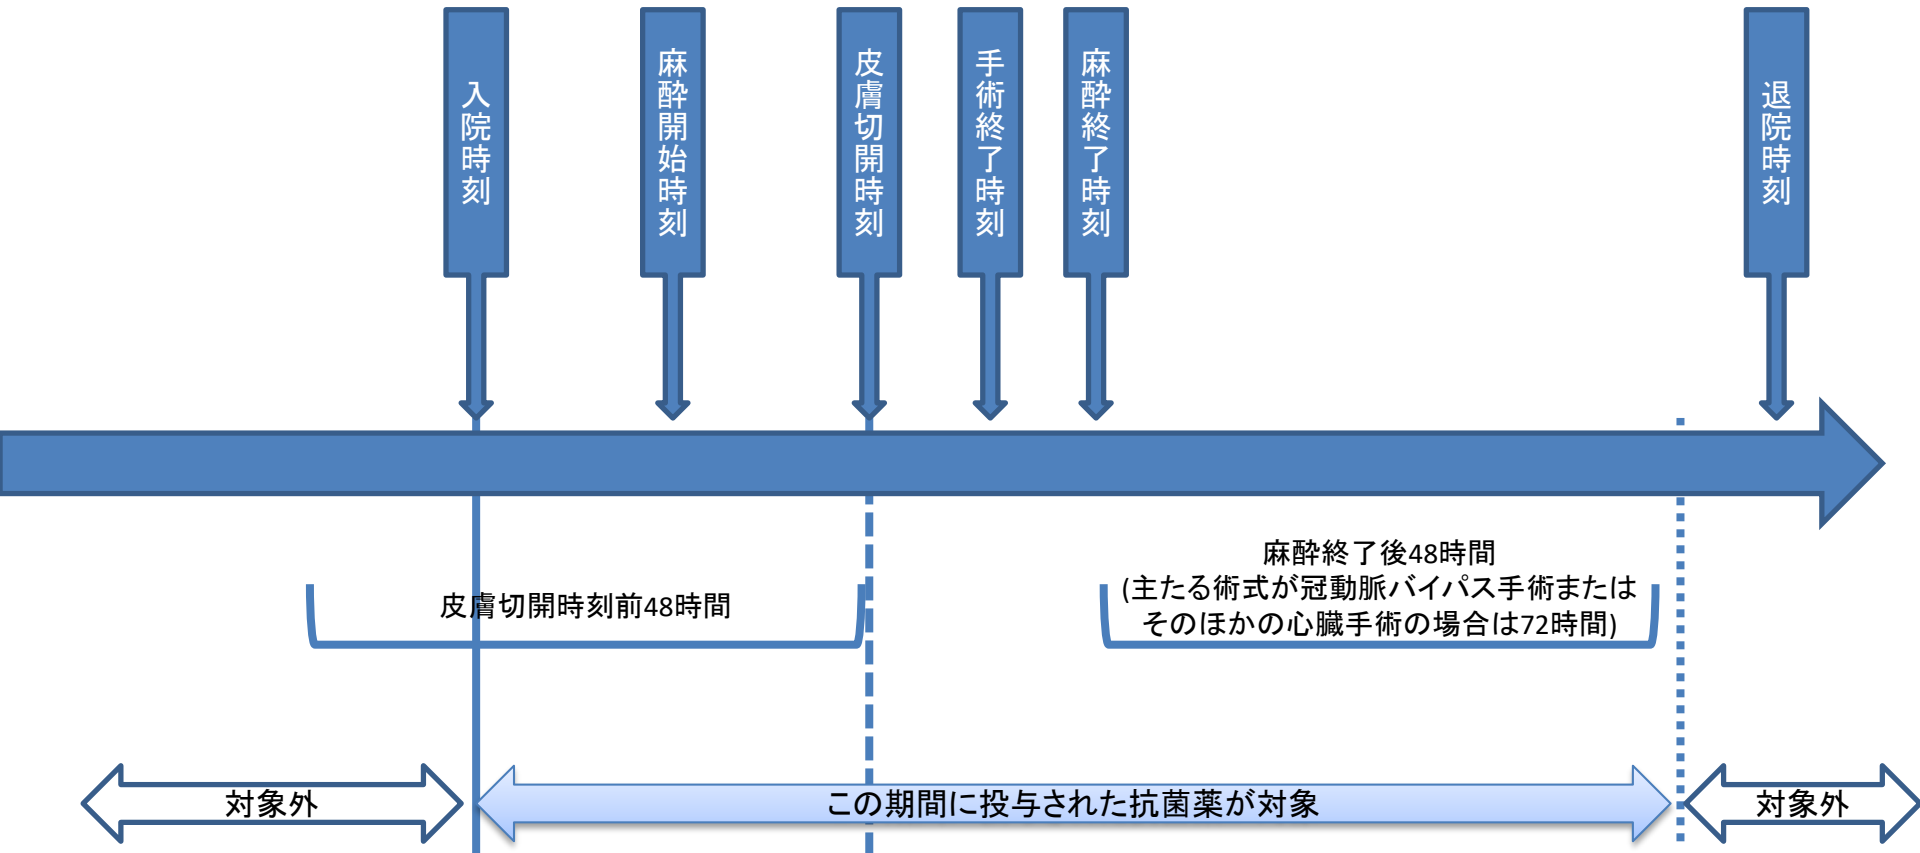 入院時刻
麻酔開始時刻
皮膚切開時刻
手術終了時刻
麻酔終了時刻
退院時刻
皮膚切開時刻前48時間
麻酔終了後48時間
(主たる術式が冠動脈バイパス手術または
そのほかの心臓手術の場合は72時間)
対象外
この期間に投与された抗菌薬が対象
対象外